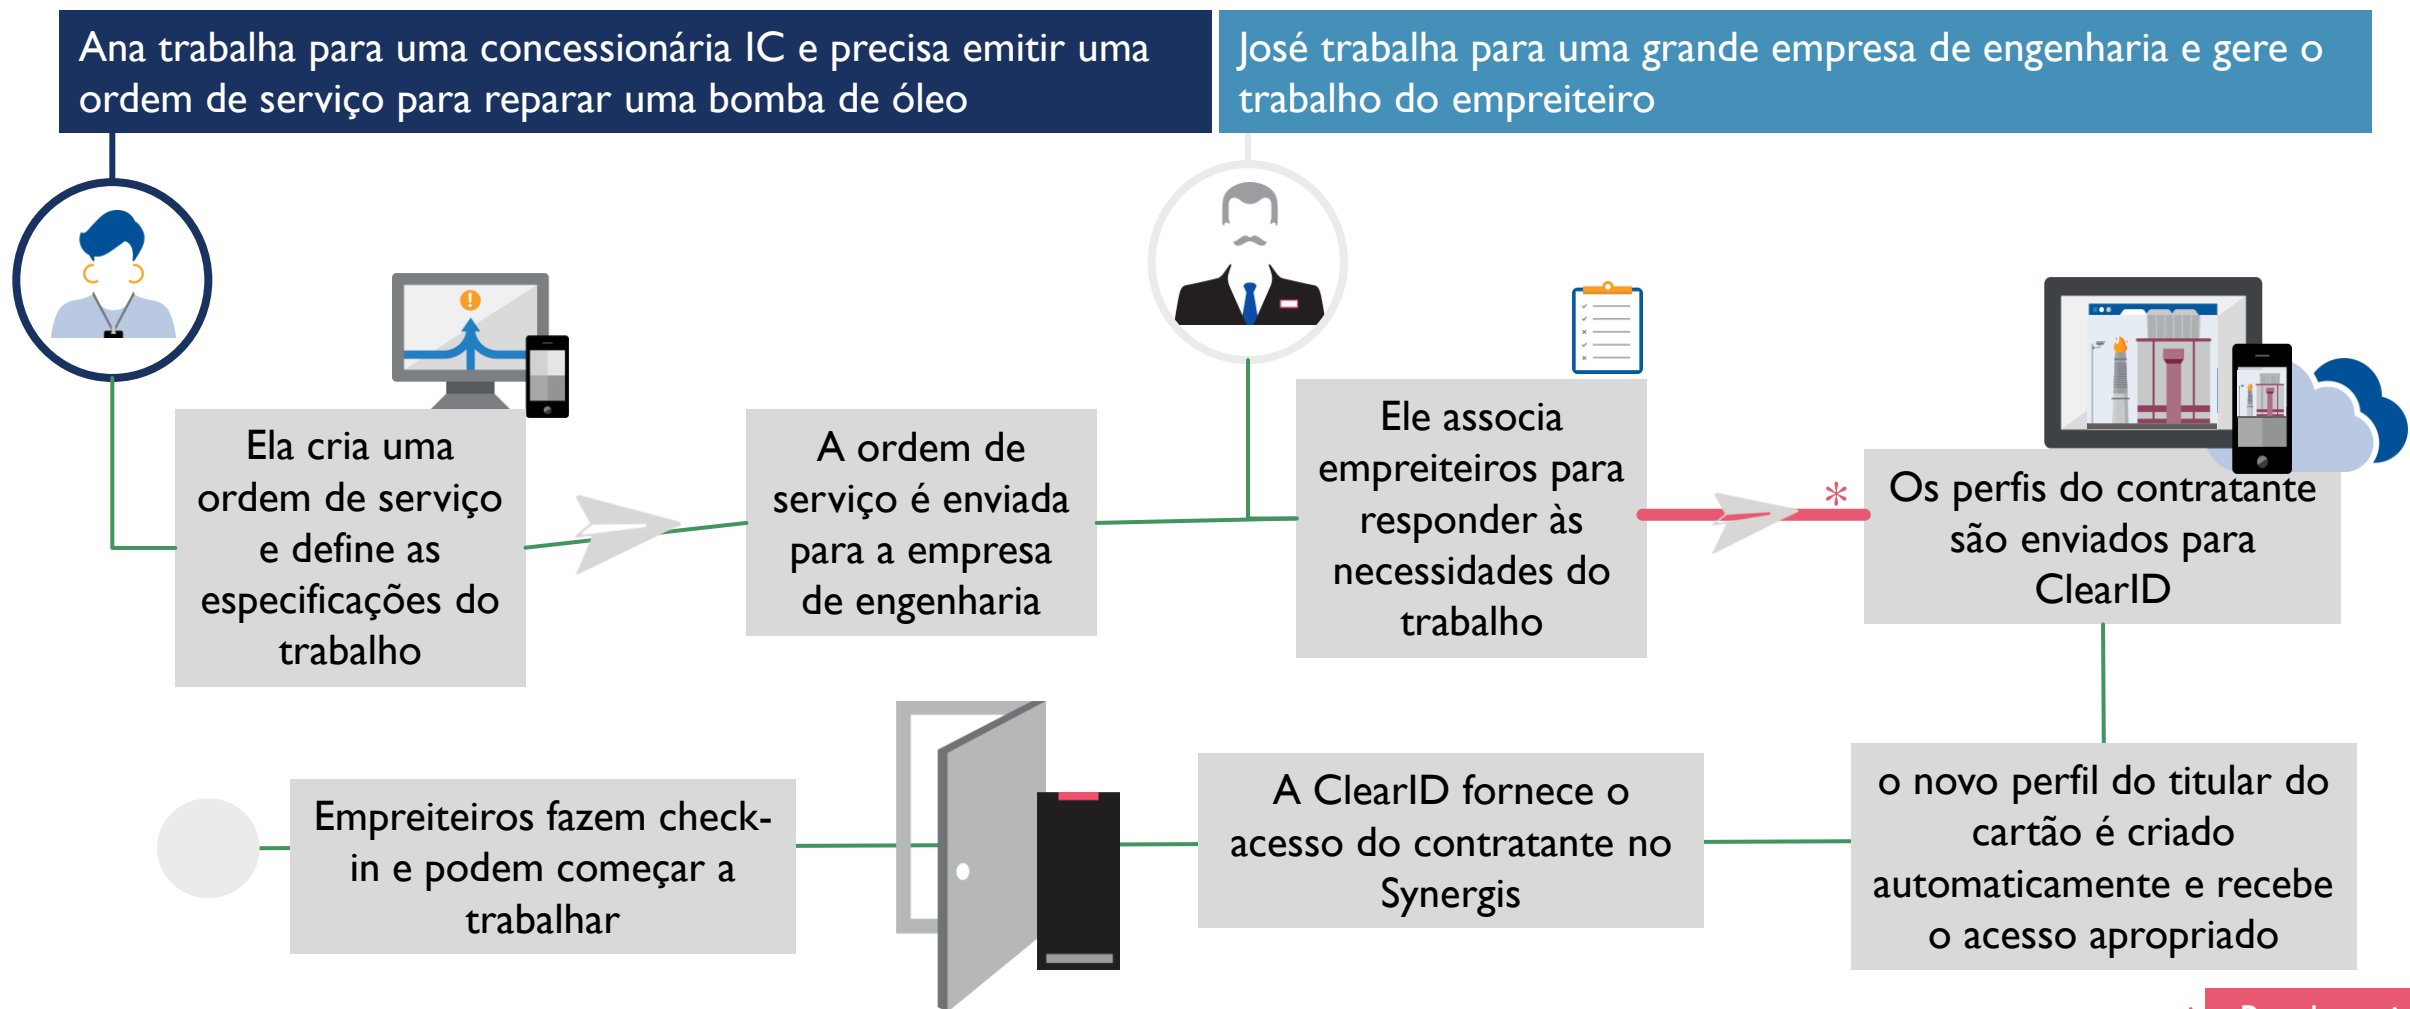 Ana trabalha para uma concessionária IC e precisa emitir uma
ordem de serviço para reparar uma bomba de óleo
José trabalha para uma grande empresa de engenharia e gere o
trabalho do empreiteiro
Ela cria uma
ordem de serviço
e define as
especificações do
trabalho
A ordem de
serviço é enviada
para a empresa
de engenharia
Ele associa
empreiteiros para
responder às
necessidades do
trabalho
*
Os perfis do contratante
são enviados para
ClearID
o novo perfil do titular do
cartão é criado
automaticamente e recebe
o acesso apropriado
A ClearID fornece o
acesso do contratante no
Synergis
Empreiteiros fazem check-
in e podem começar a
trabalhar